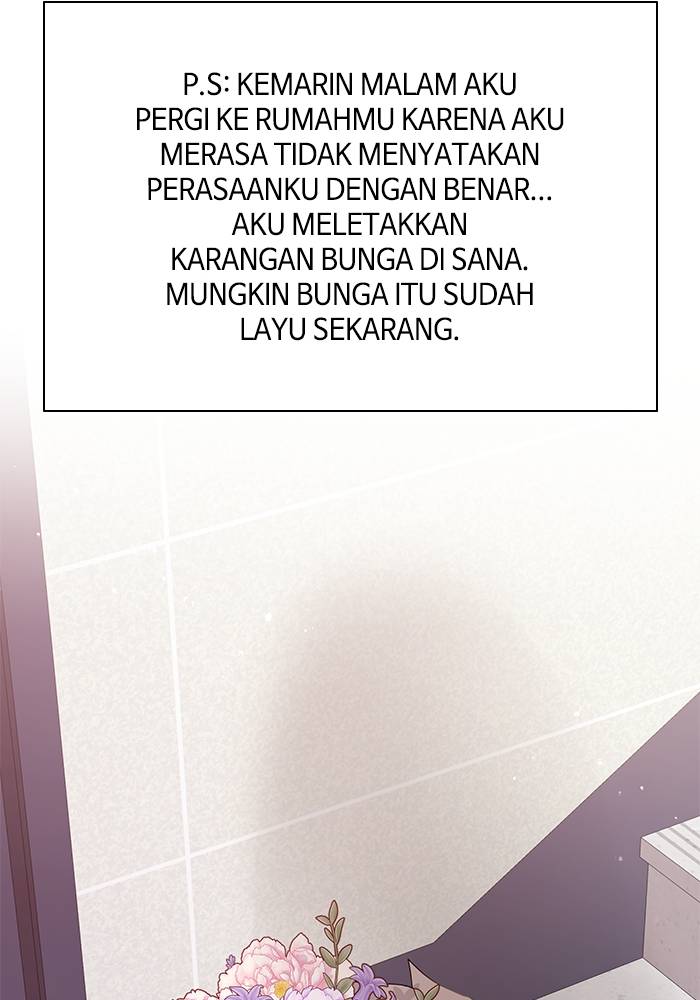 P.S: KEMARIN MALAM AKU
PERGI KE RUMAHMU KARENA AKU
MERASA TIDAK MENYATAKAN
PERASAANKU DENGAN BENAR...
AKU MELETAKKAN
KARANGAN BUNGA DI SANA.
MUNGKIN BUNGA ITU SUDAH
LAYU SEKARANG.